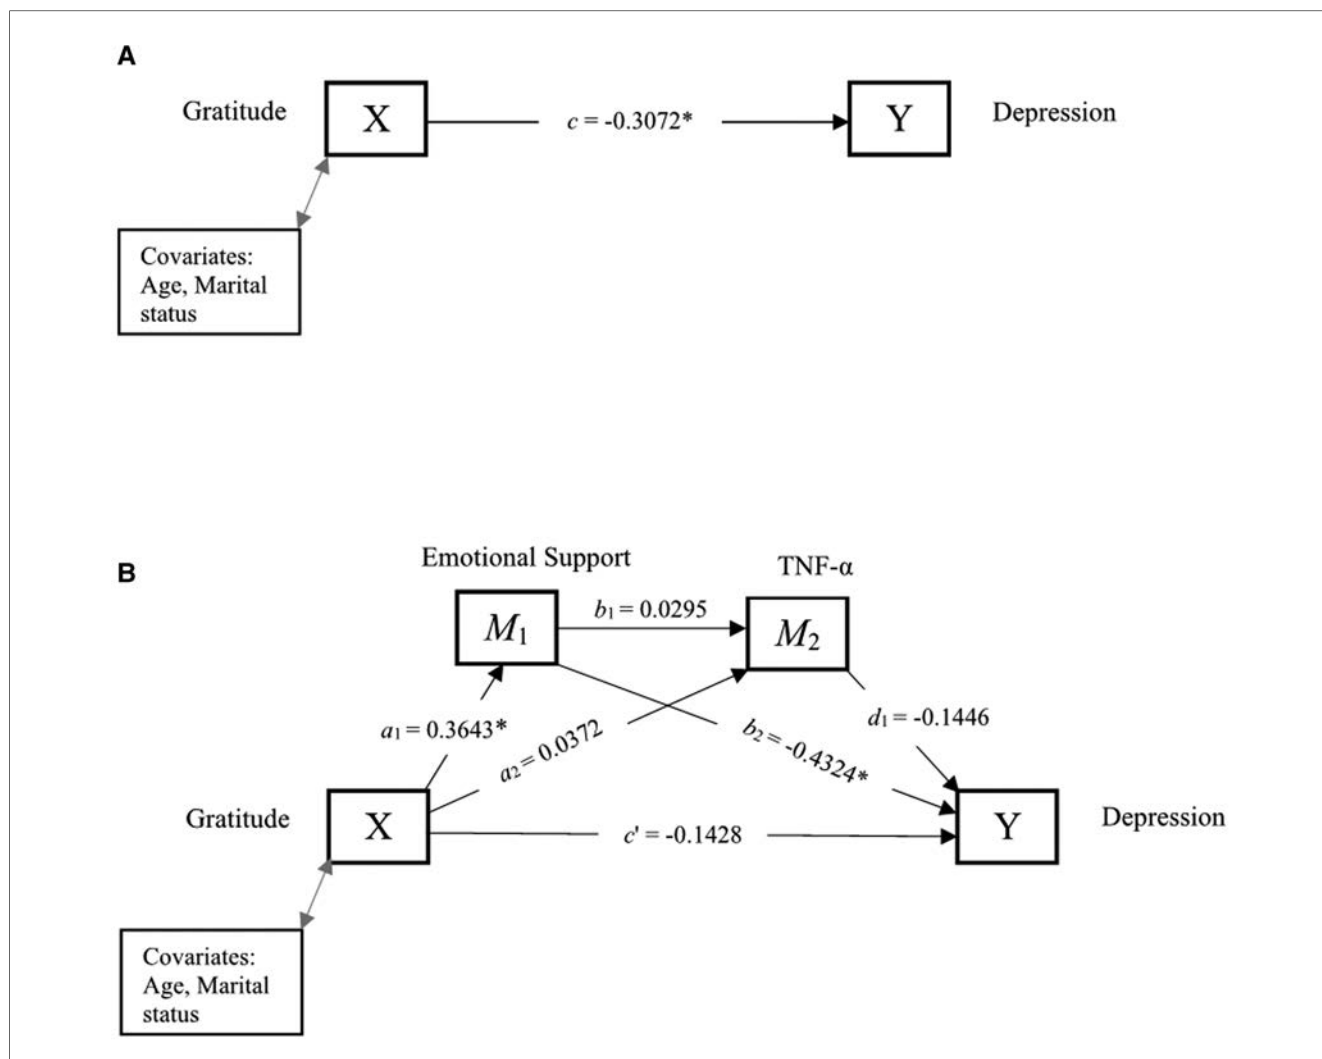 A
Gratitude
X
c = -0.3072*
Y
Depression
Covariates:
Age, Marital
status
B
Emotional Support
TNF-α
M1
b1 = 0.0295
M2
a1 = 0.3643*
a2 = 0.0372
b2 = -0.4324*
d1 = -0.1446
Gratitude
X
c' = -0.1428
Y
Depression
Covariates:
Age, Marital
status